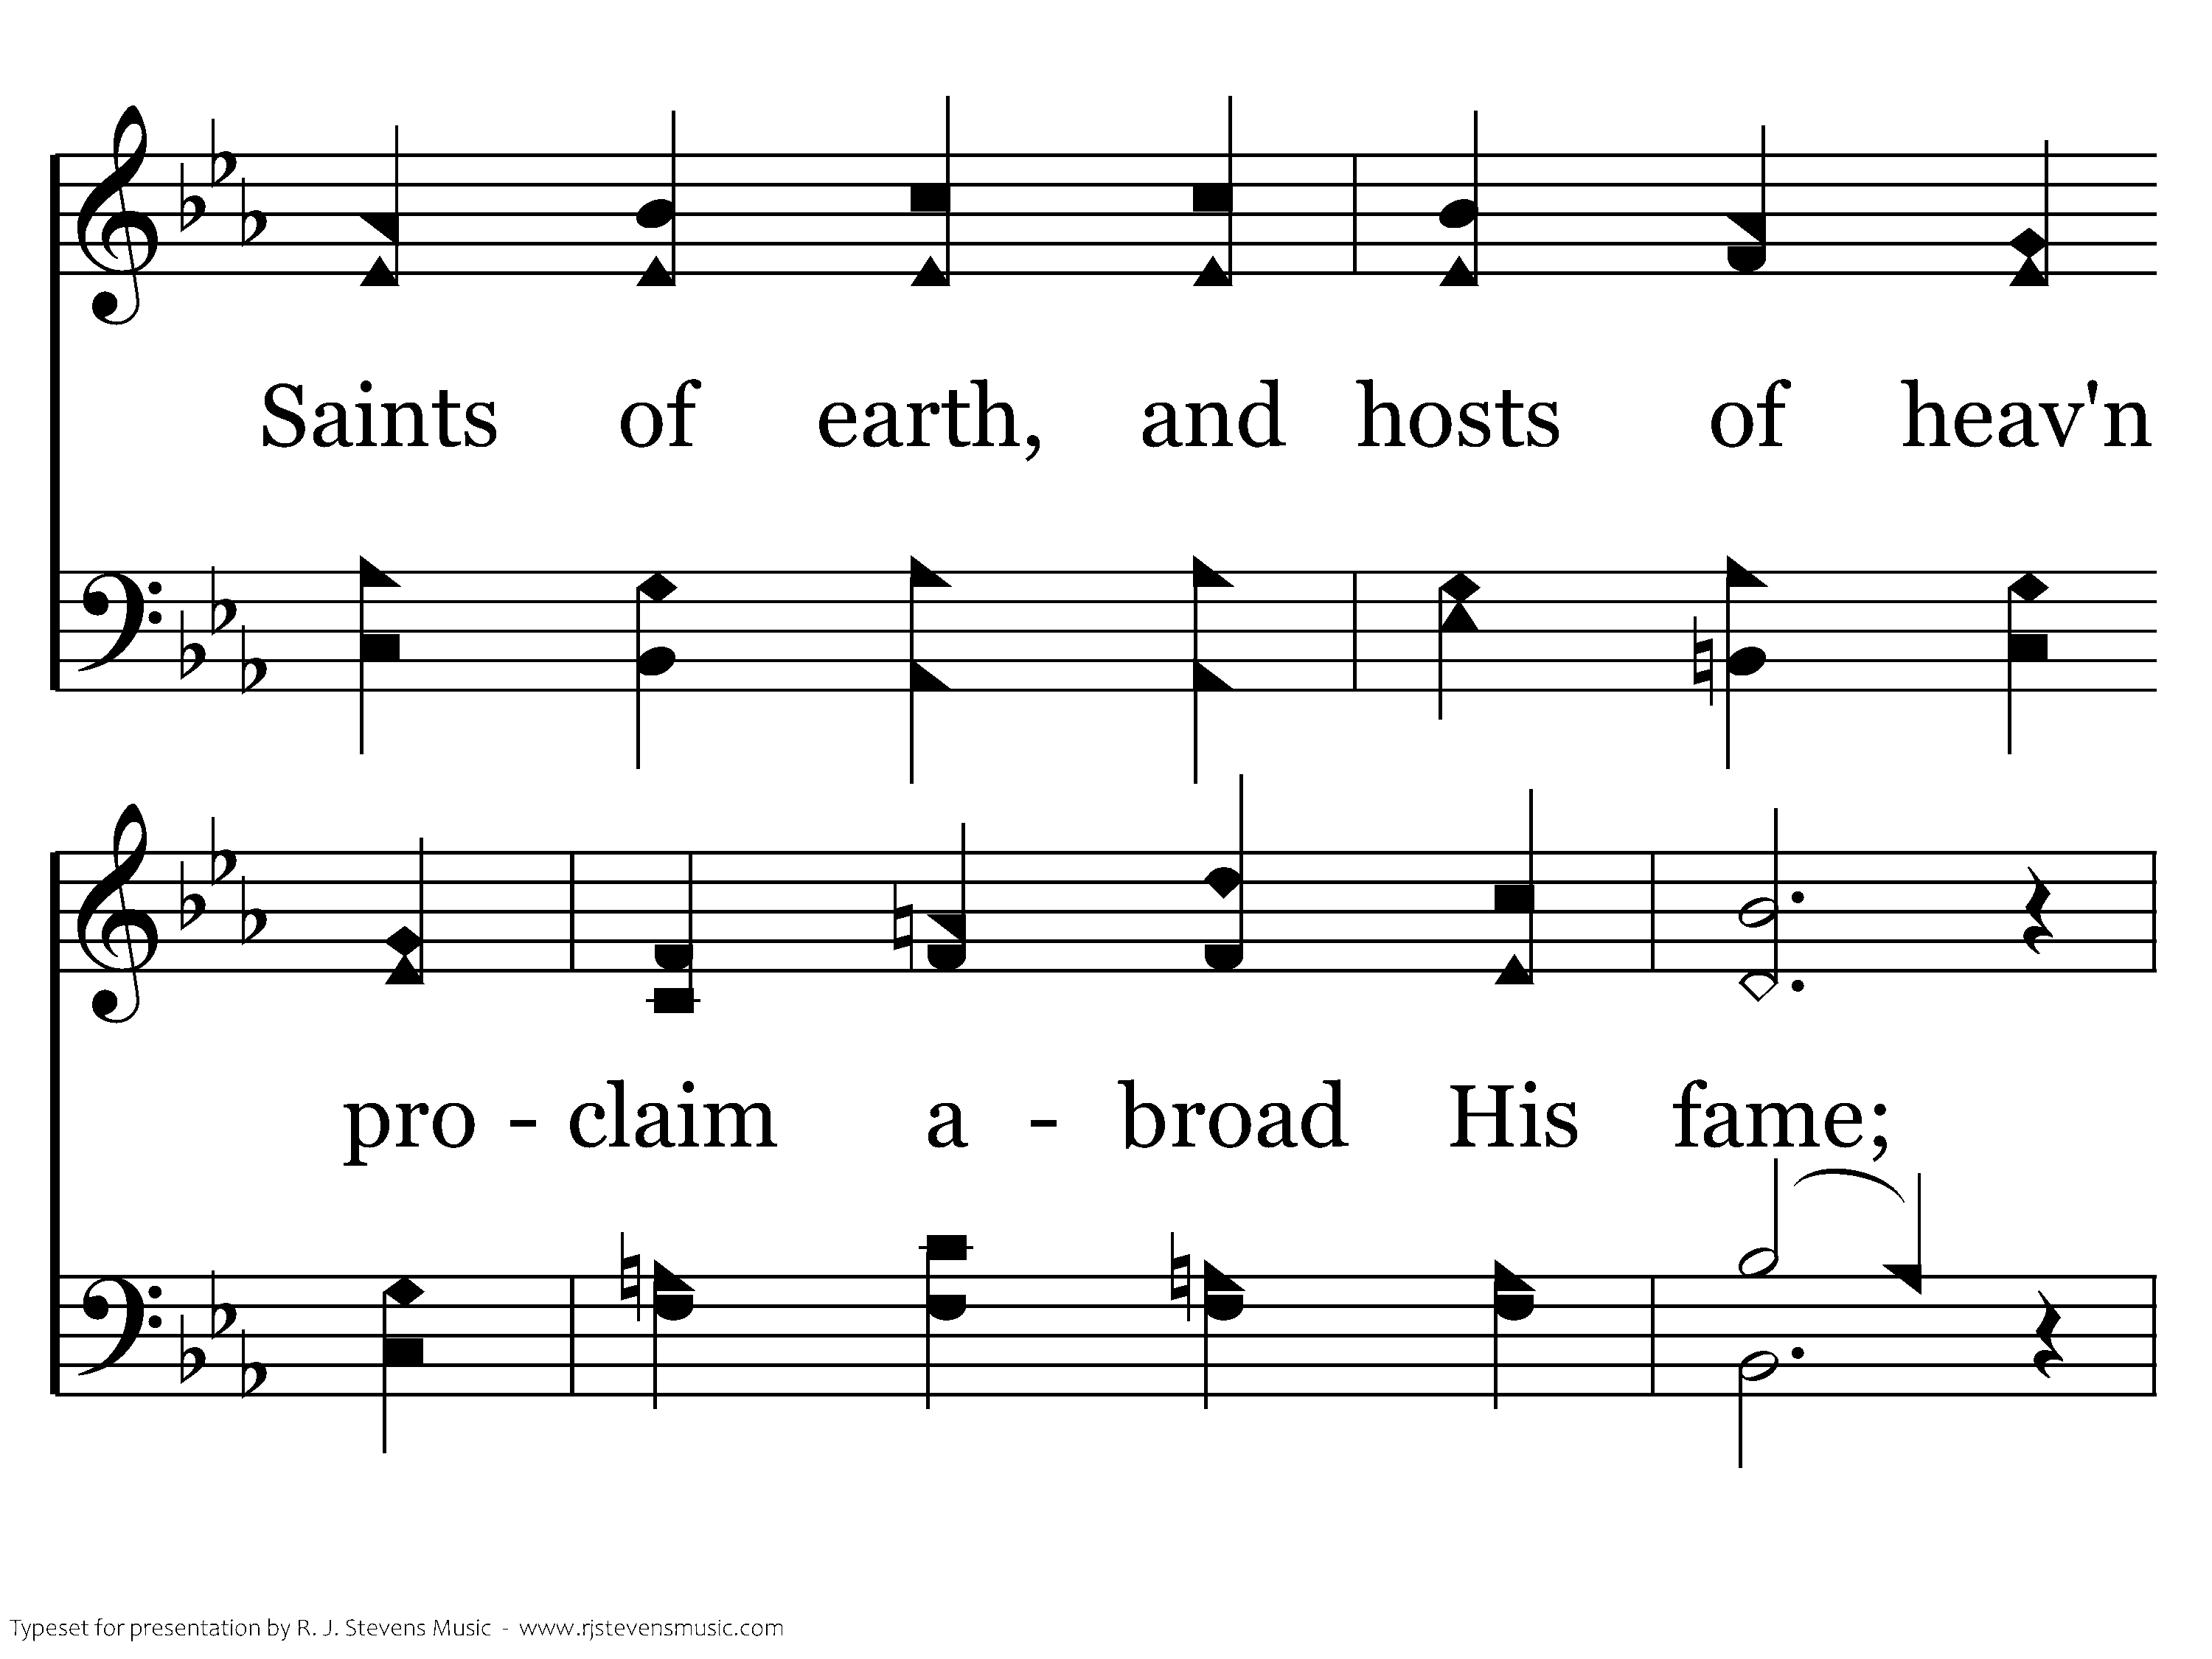 Saints of earth, and hosts of heav'n
pro - claim a - broad His fame;
Typeset for presentation by R. J. Stevens Music - www.rjstevensmusic.com